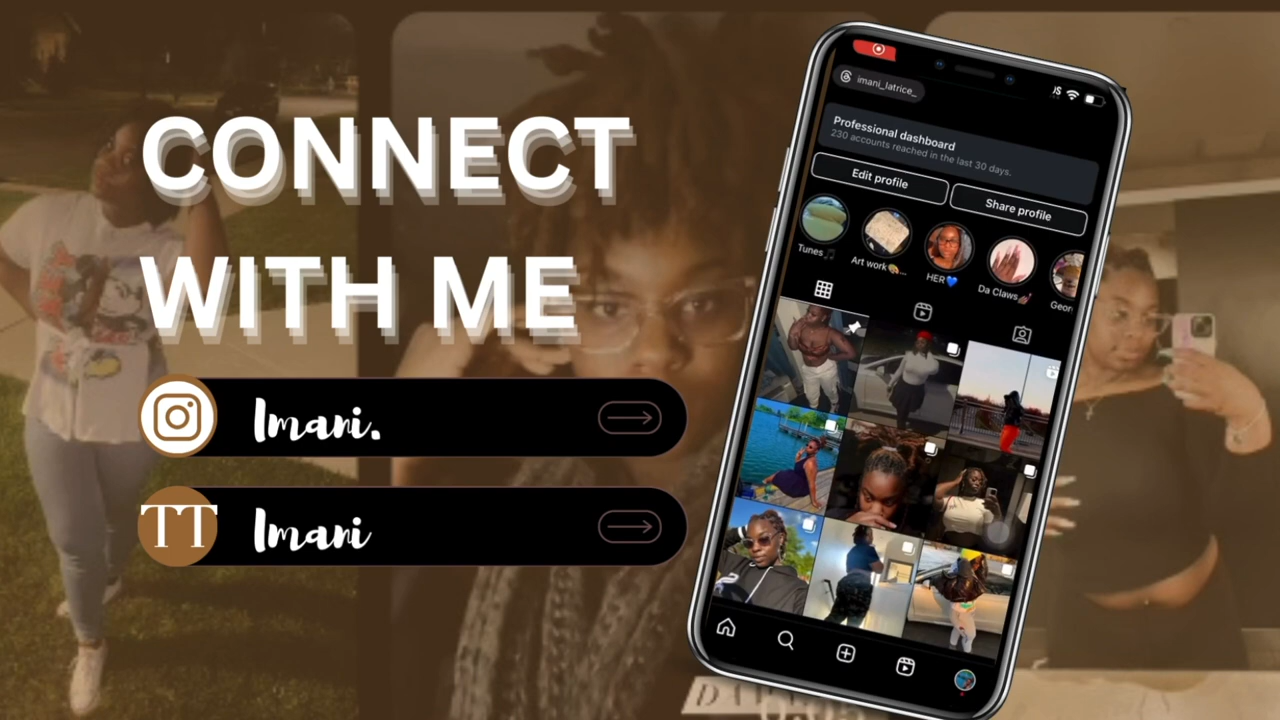 CONNECT
WITH ME
Imani.
TT Imani
imani_latrice_
Professional dashboard
230 accounts reached in the last 30 days.
Edit profile
Share profile
Tunes🎵
Art work🎨...
HER💙
Da Claws💅🏿